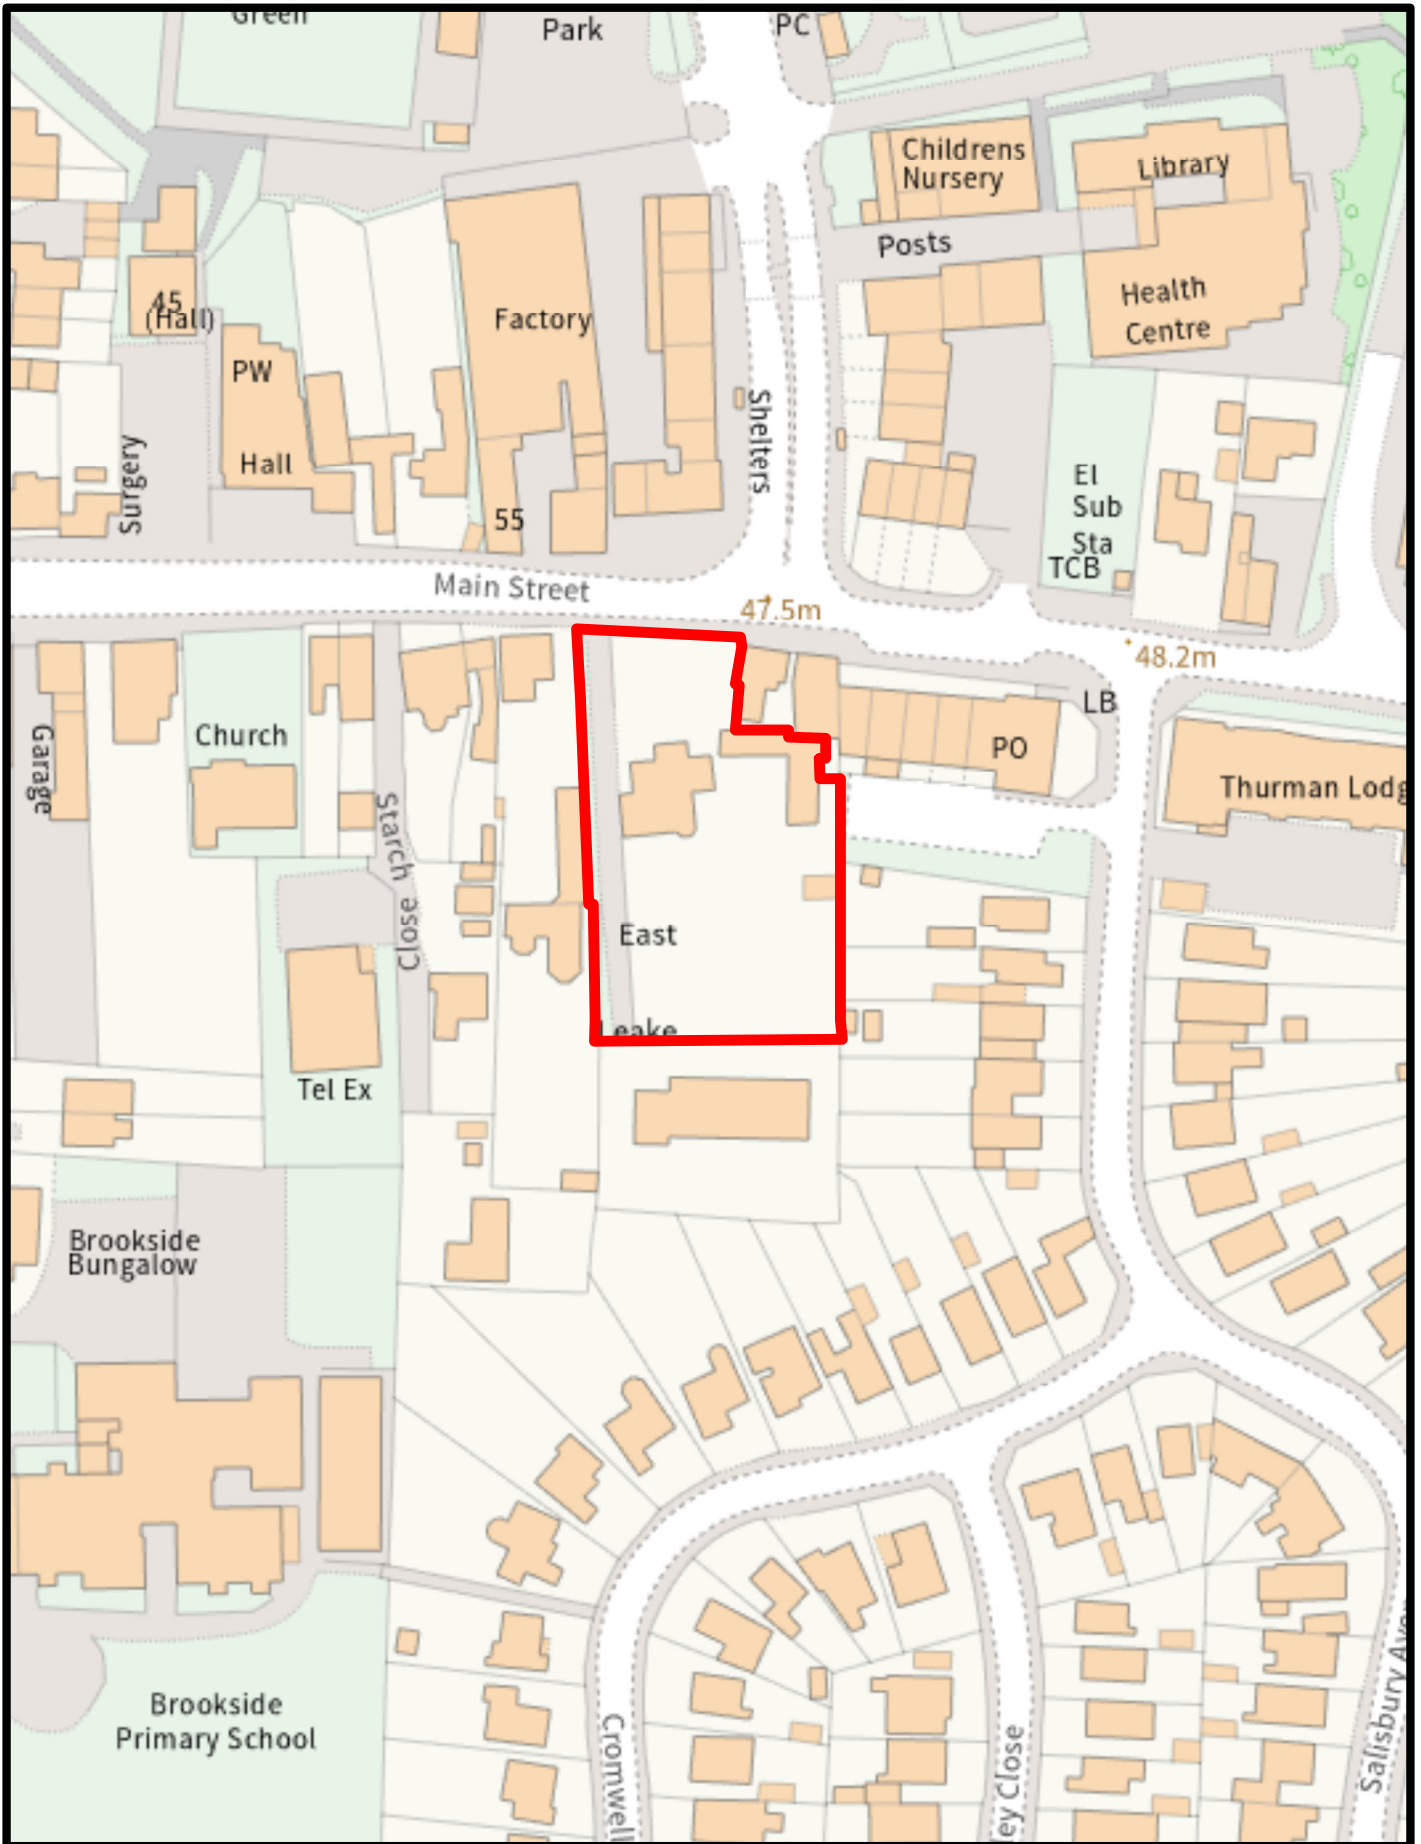 Green
Park
PC
Childrens
Nursery
Library
Posts
45
(Hall)
Factory
Health
Centre
PW
Hall
Surgery
Shelters
55
El
Sub
Sta
TCB
Main Street
47.5m
48.2m
LB
Garage
Church
PO
Thurman Lodg
Starch Close
East
Leake
Tel Ex
Brookside
Bungalow
Brookside
Primary School
Cromwell
ley Close
Salisbury Ave